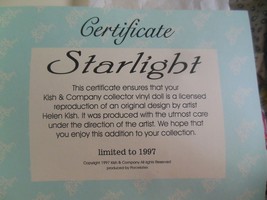 Certificate
Starlight
This certificate ensures that your
Kish & Company collector vinyl doll is a licensed
reproduction of an original design by artist
Helen Kish. It was produced with the utmost care
under the direction of the artist. We hope that
you enjoy this addition to your collection.
limited to 1997
Copyright 1997 Kish & Company All rights Reserved
produced by